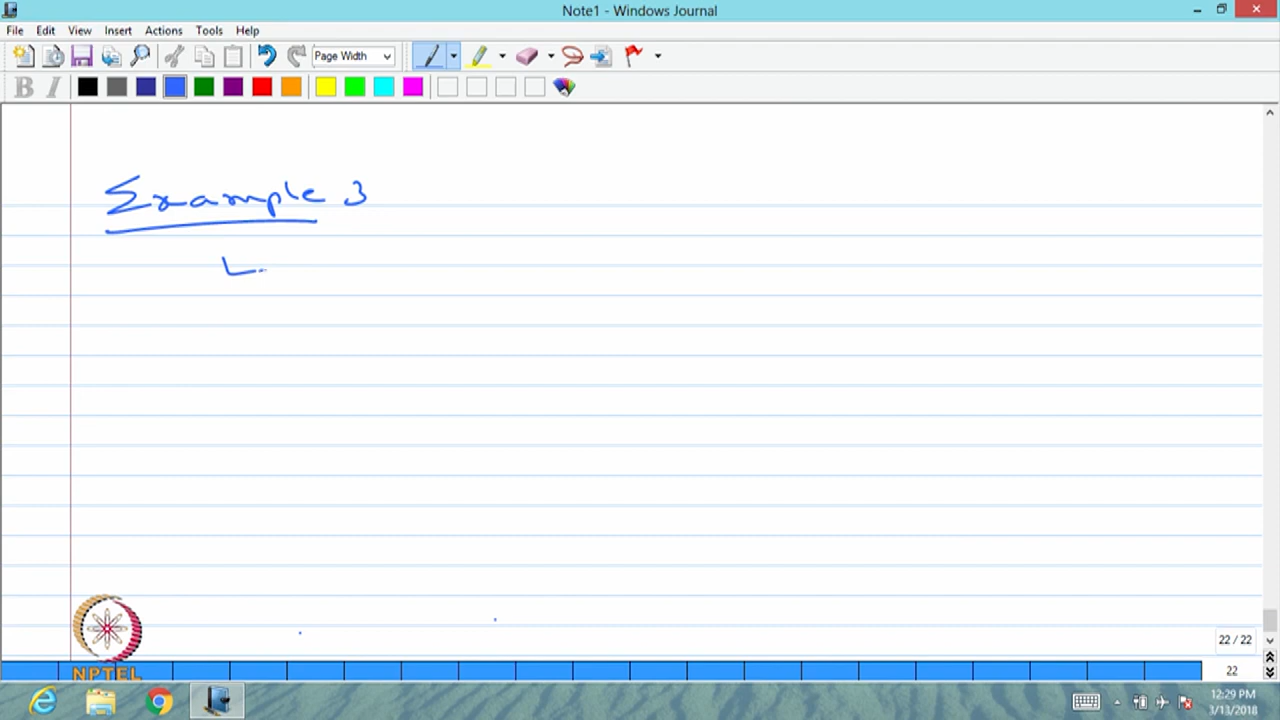 Note1 - Windows Journal
File Edit View Insert Actions Tools Help
Page Width
B I
Example 3
L
22 / 22
NPTEL
22
12:29 PM
3/13/2018